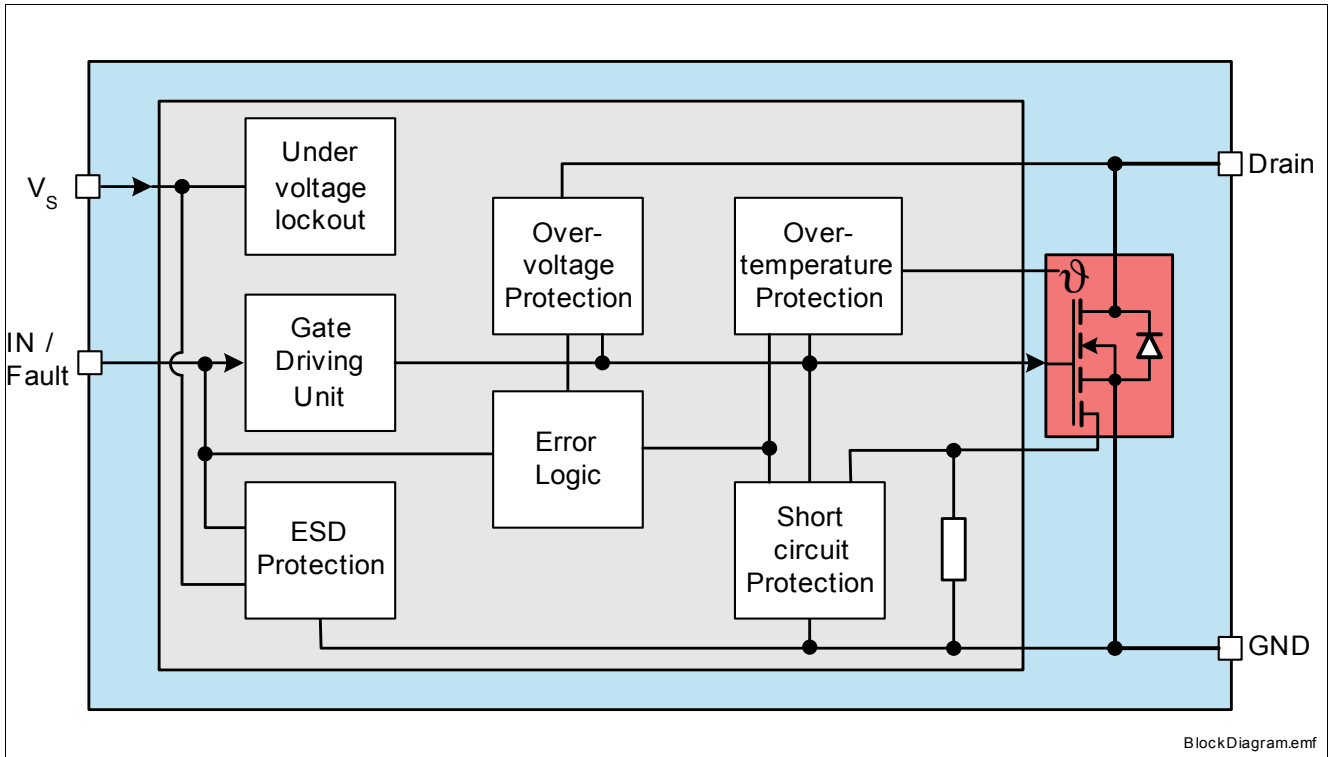 Under
voltage
lockout
V_S
Drain
Over-
voltage
Protection
Over-
temperature
Protection
ϑ
IN /
Fault
Gate
Driving
Unit
Error
Logic
ESD
Protection
Short
circuit
Protection
GND
BlockDiagram.emf